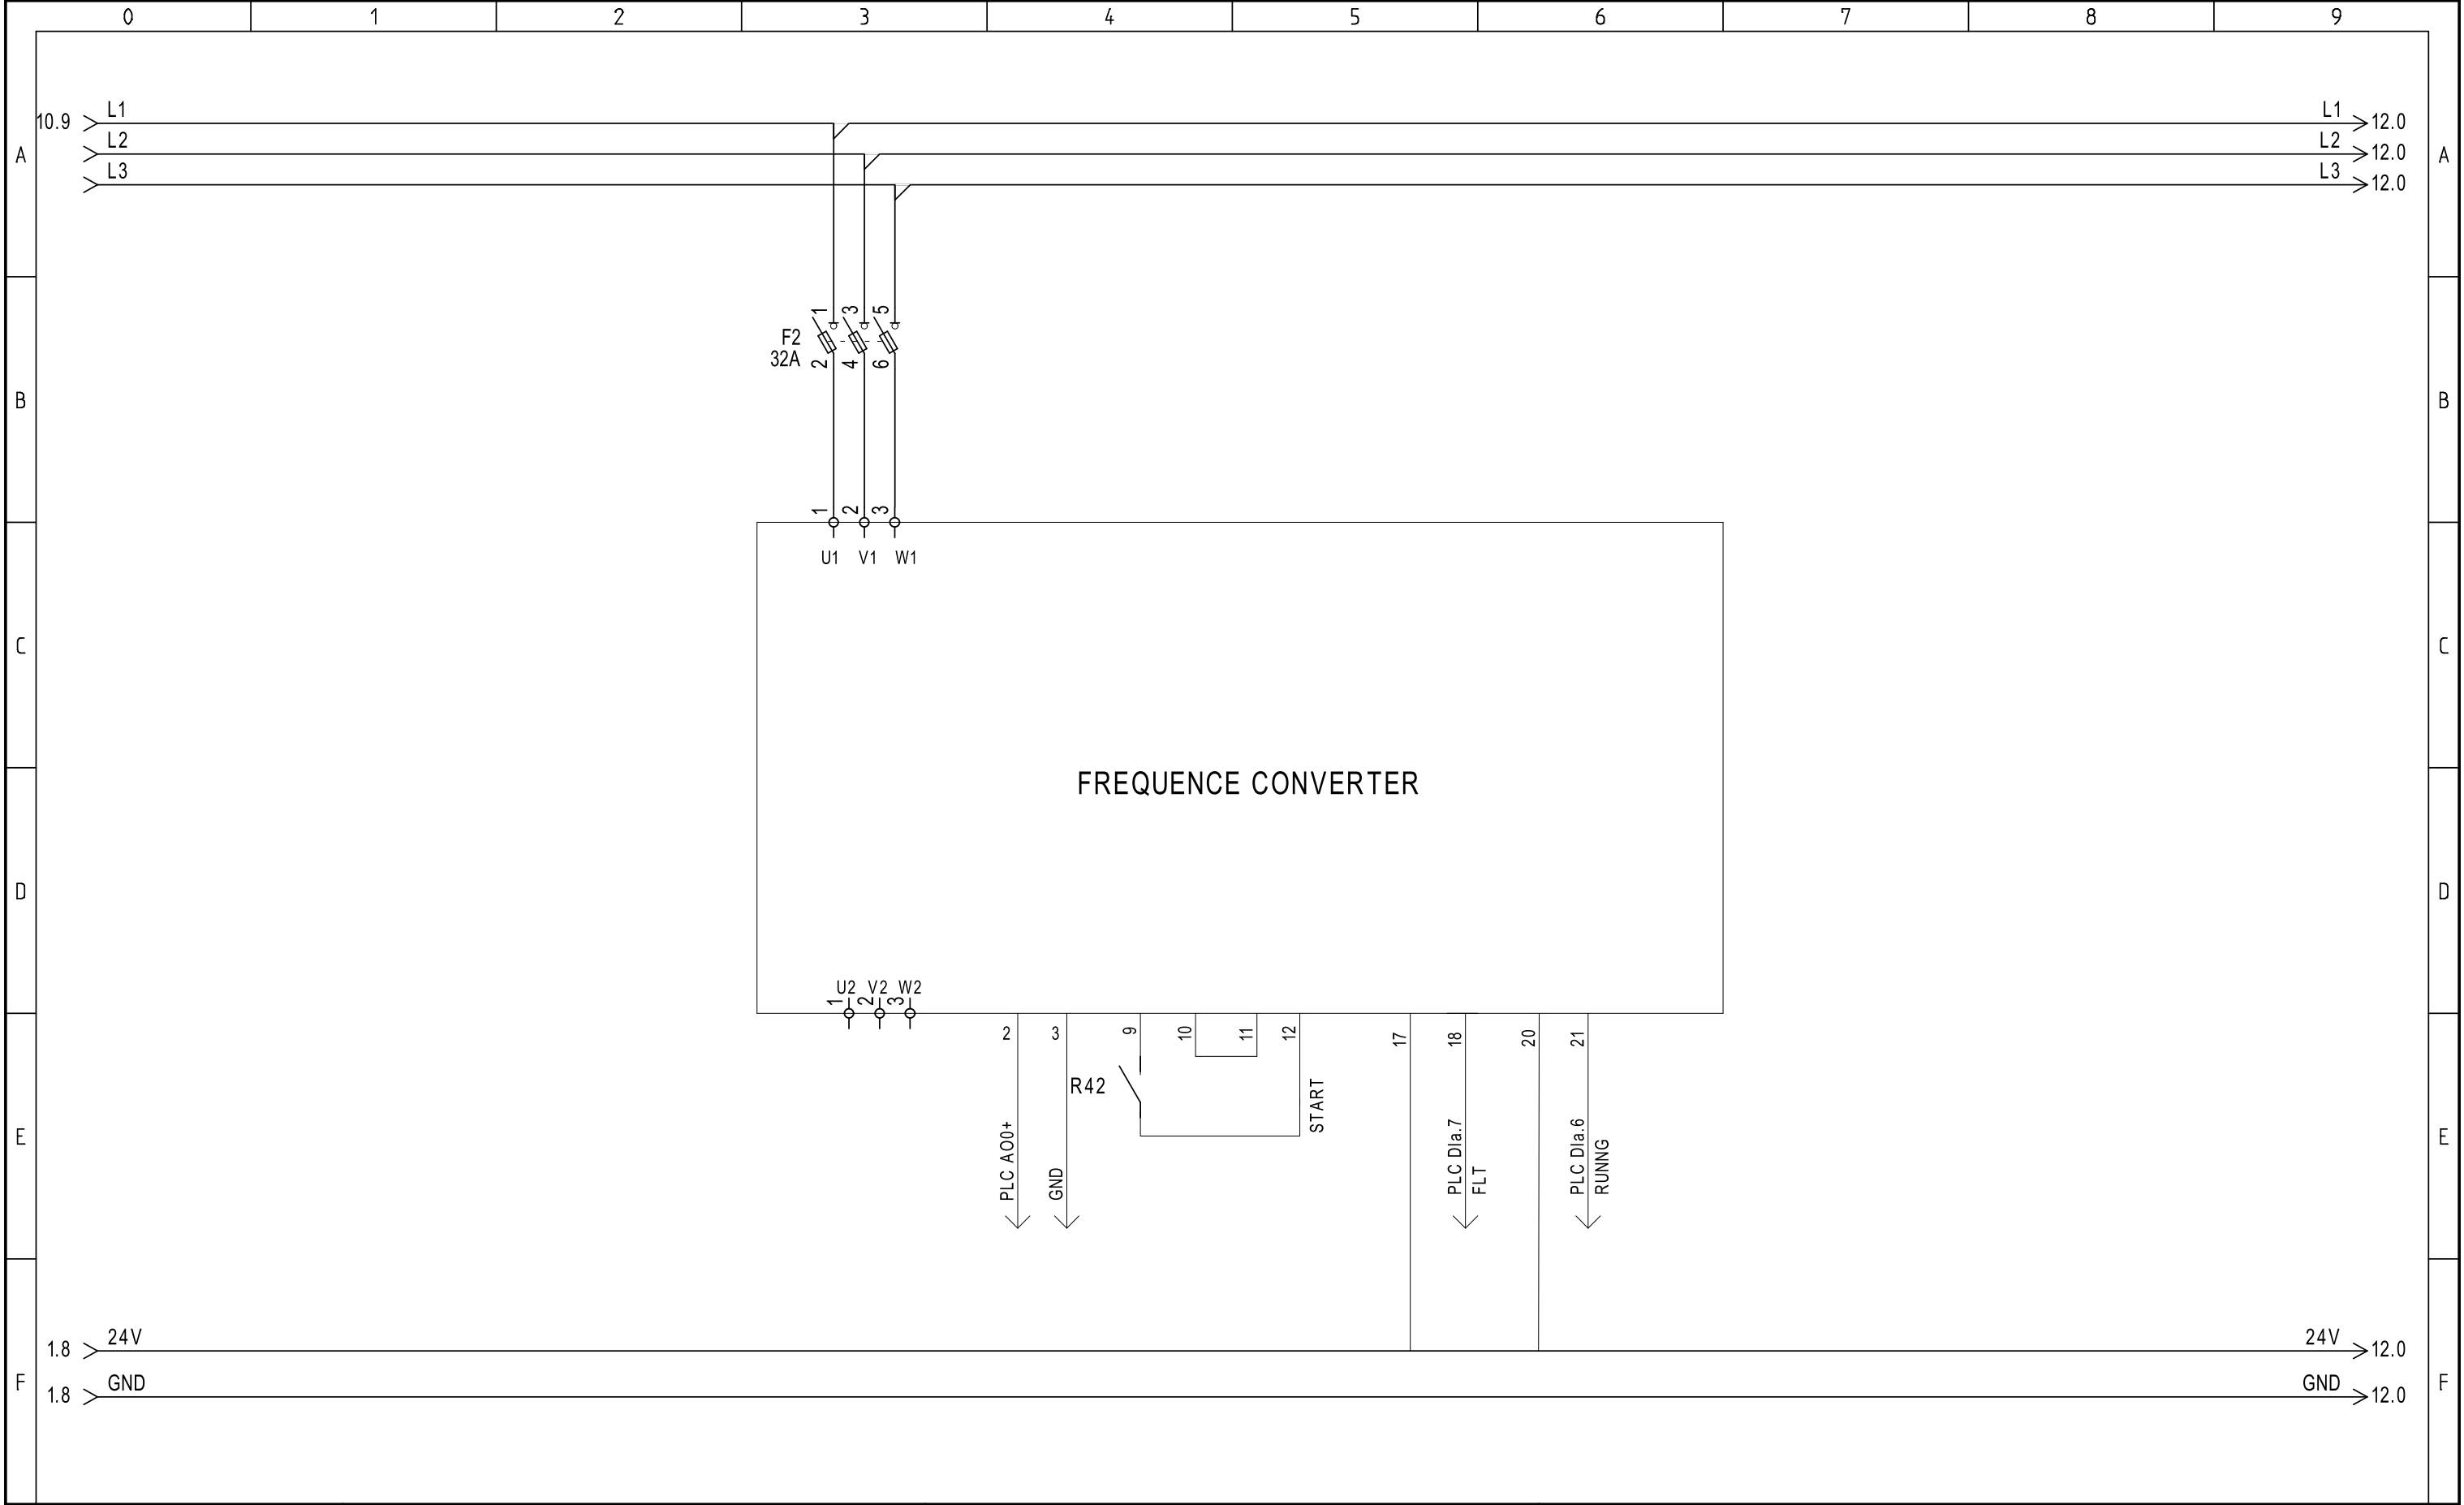 0 1 2 3 4 5 6 7 8 9
L1 L1
10.9 12.0
L2 L2
12.0
A A
L3 L3
12.0
1 3 5
F2
32A
2 4 6
B B
1 2 3
U1 V1 W1
C C
FREQUENCE CONVERTER
D D
U2 V2 W2
1 2 3
2 3 9 10 11 12 17 18 20 21
R42
START
E E
PLC AO0+
GND
PLC DIa.7
FLT
PLC DIa.6
RUNNG
24V 24V
1.8 12.0
GND GND
F F
1.8 12.0